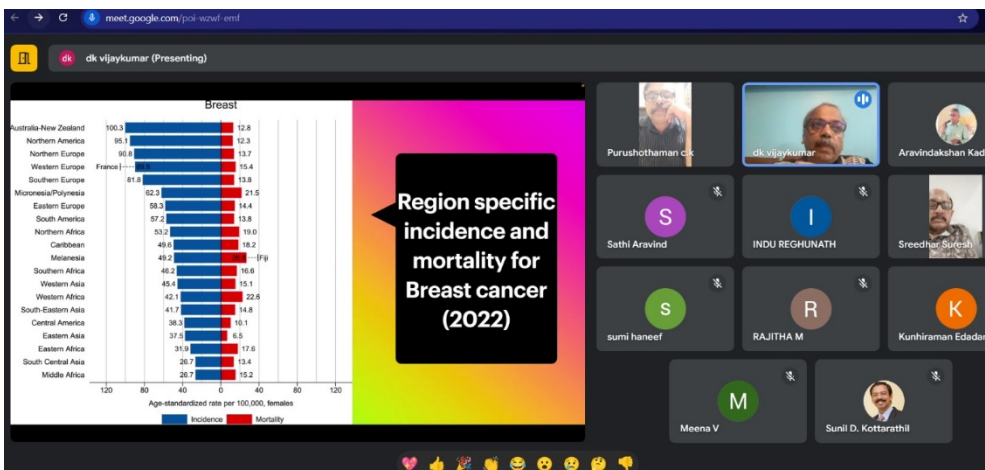 meet.google.com/poi-wzwf-emf
dk
dk vijaykumar (Presenting)
Breast
Australia-New Zealand 100.3 12.8
Northern America 95.1 12.3
Northern Europe 90.8 13.7
Western Europe France 15.4
Southern Europe 81.8 13.8
Micronesia/Polynesia 62.3 21.5
Eastern Europe 58.3 14.4
South America 57.2 13.8
Northern Africa 53.2 19.0
Caribbean 49.6 18.2
Melanesia 49.2 Fiji
Southern Africa 46.2 16.6
Western Asia 45.4 15.1
Western Africa 42.1 22.6
South-Eastern Asia 41.7 14.8
Central America 38.3 10.1
Eastern Asia 37.5 6.5
Eastern Africa 31.9 17.6
South Central Asia 26.7 13.4
Middle Africa 26.7 15.2
120 80 40 0 40 80 120
Age-standardized rate per 100,000, females
Incidence Mortality
Region specific
incidence and
mortality for
Breast cancer
(2022)
Purushothaman c.k
dk vijaykumar
Aravindakshan Kad
S
Sathi Aravind
I
INDU REGHUNATH
Sreedhar Suresh
s
sumi haneef
R
RAJITHA M
K
Kunhiraman Edadan
M
Meena V
Sunil D. Kottarathil